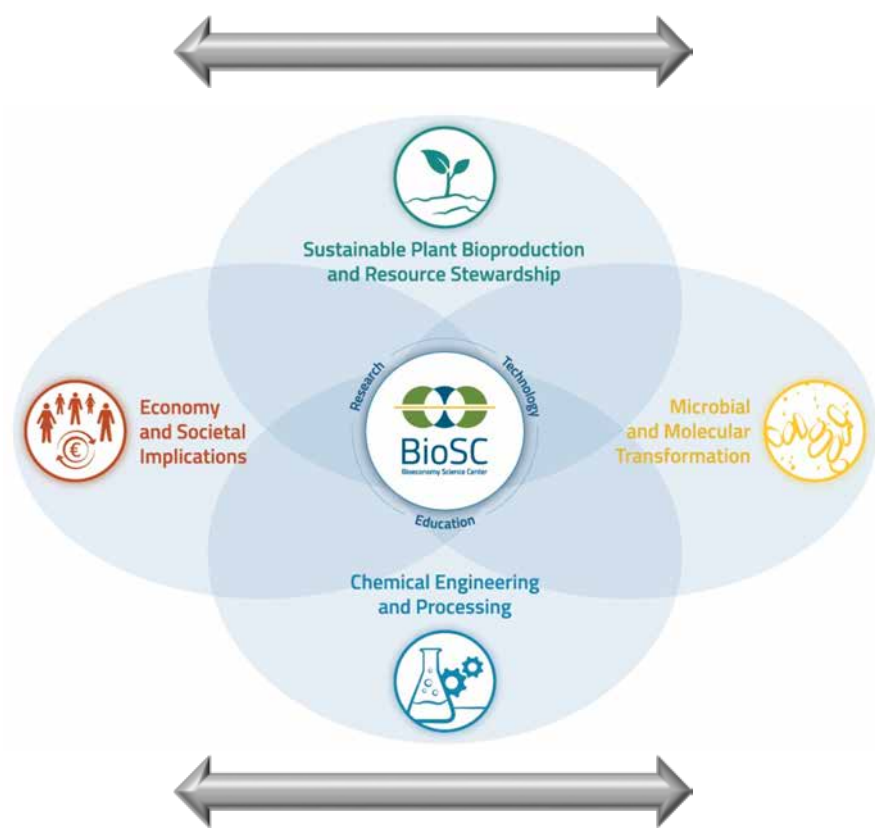 Sustainable Plant Bioproduction
and Resource Stewardship
Research
Technology
Economy
and Societal
Implications
€
BioSC
Bioeconomy Science Center
Microbial
and Molecular
Transformation
Education
Chemical Engineering
and Processing